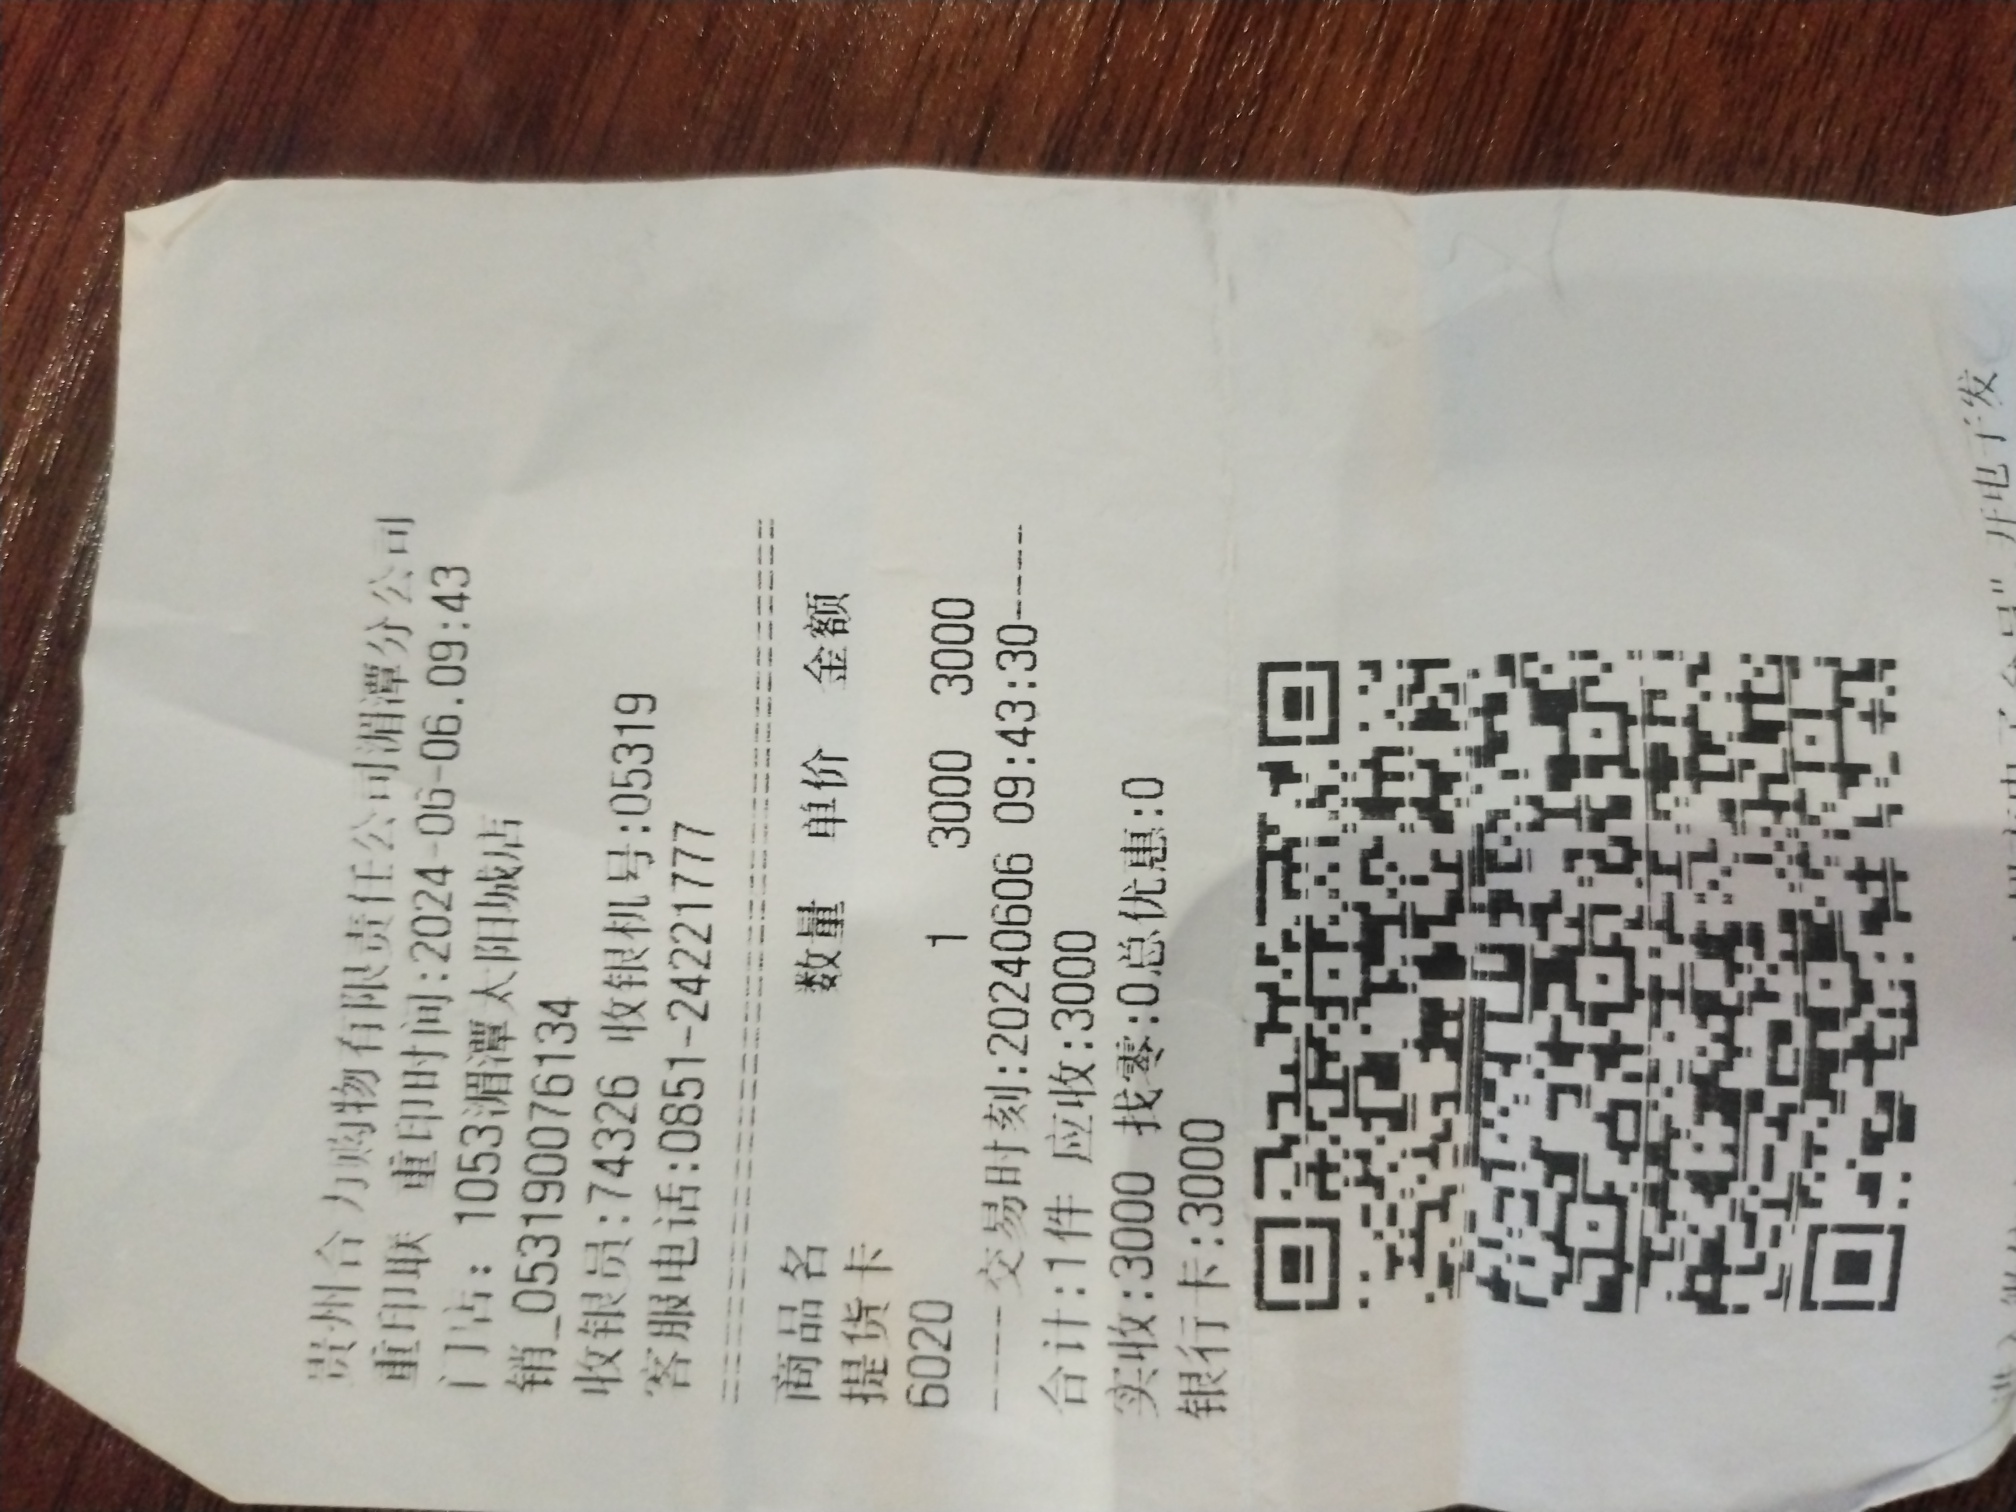 贵州合力购物有限责任公司湄潭分公司
重印联 重印时间:2024-06-06.09:43
门店: 1053湄潭太阳城店
销_053190076134
收银员:74326 收银机号:05319
客服电话:0851-24221777
================================
商品名 数量 单价 金额
提货卡
6020 1 3000 3000
----交易时刻:20240606 09:43:30-----
合计:1件 应收:3000
实收:3000 找零:0总优惠:0
银行卡:3000
开电子发